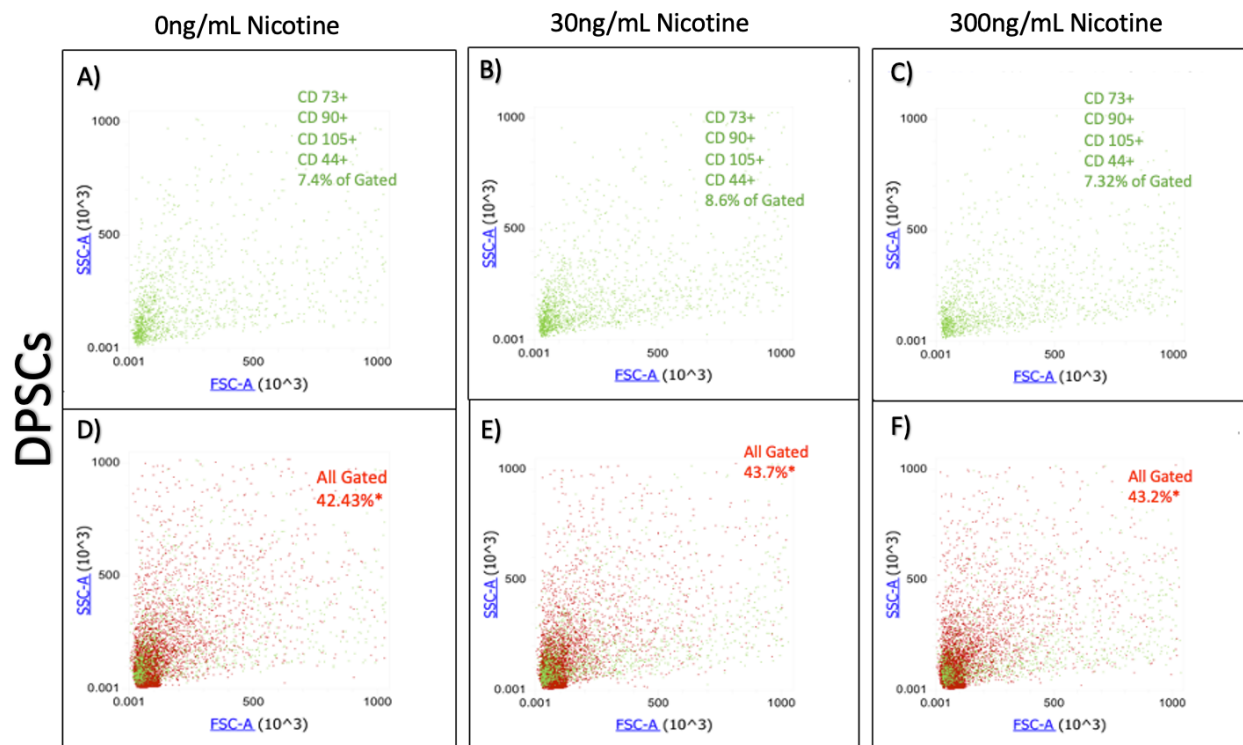 0ng/mL Nicotine
30ng/mL Nicotine
300ng/mL Nicotine
DPSCs
A)
CD 73+
CD 90+
CD 105+
CD 44+
7.4% of Gated
1000
500
0.001
SSC-A (10^3)
0.001
500
1000
FSC-A (10^3)
B)
CD 73+
CD 90+
CD 105+
CD 44+
8.6% of Gated
1000
500
0.001
SSC-A (10^3)
0.001
500
1000
FSC-A (10^3)
C)
CD 73+
CD 90+
CD 105+
CD 44+
7.32% of Gated
1000
500
0.001
SSC-A (10^3)
0.001
500
1000
FSC-A (10^3)
D)
All Gated
42.43%*
1000
500
0.001
SSC-A (10^3)
0.001
500
1000
FSC-A (10^3)
E)
All Gated
43.7%*
1000
500
0.001
SSC-A (10^3)
0.001
500
1000
FSC-A (10^3)
F)
All Gated
43.2%*
1000
500
0.001
SSC-A (10^3)
0.001
500
1000
FSC-A (10^3)